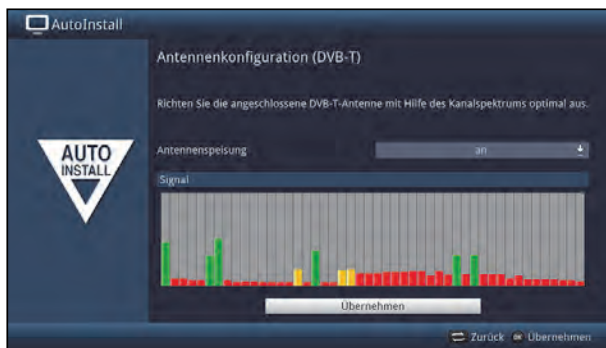 AutoInstall
Antennenkonfiguration (DVB-T)
Richten Sie die angeschlossene DVB-T-Antenne mit Hilfe des Kanalspektrums optimal aus.
AUTO
INSTALL
Antennenspeisung an
Signal
Übernehmen
Zurück OK Übernehmen